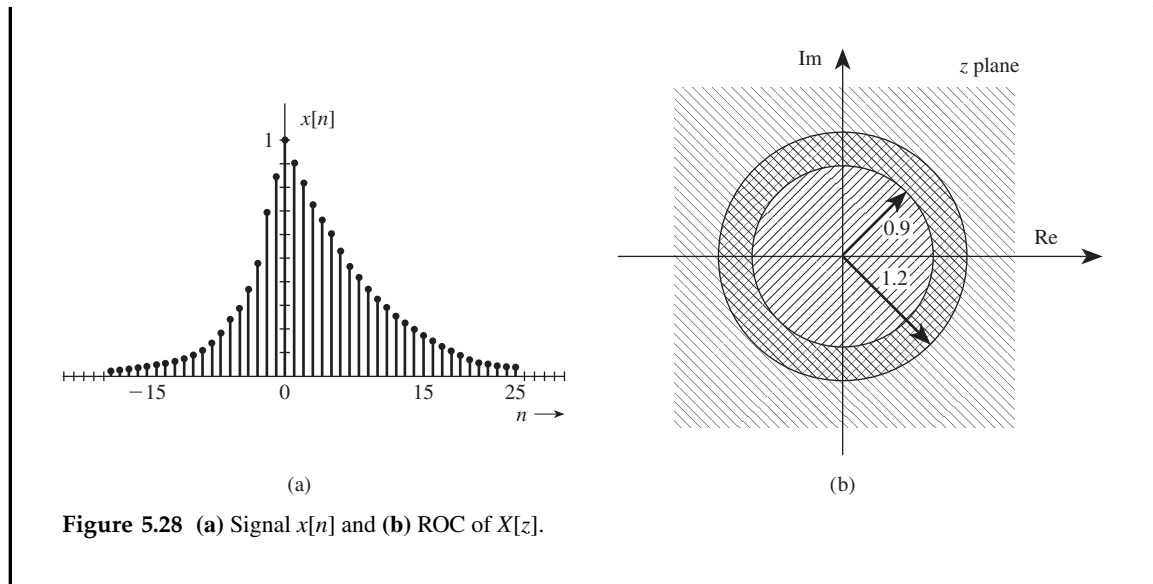 x[n]
1
−15
0
15
25
n
(a)
Im
z plane
0.9
Re
1.2
(b)
Figure 5.28 (a) Signal x[n] and (b) ROC of X[z].